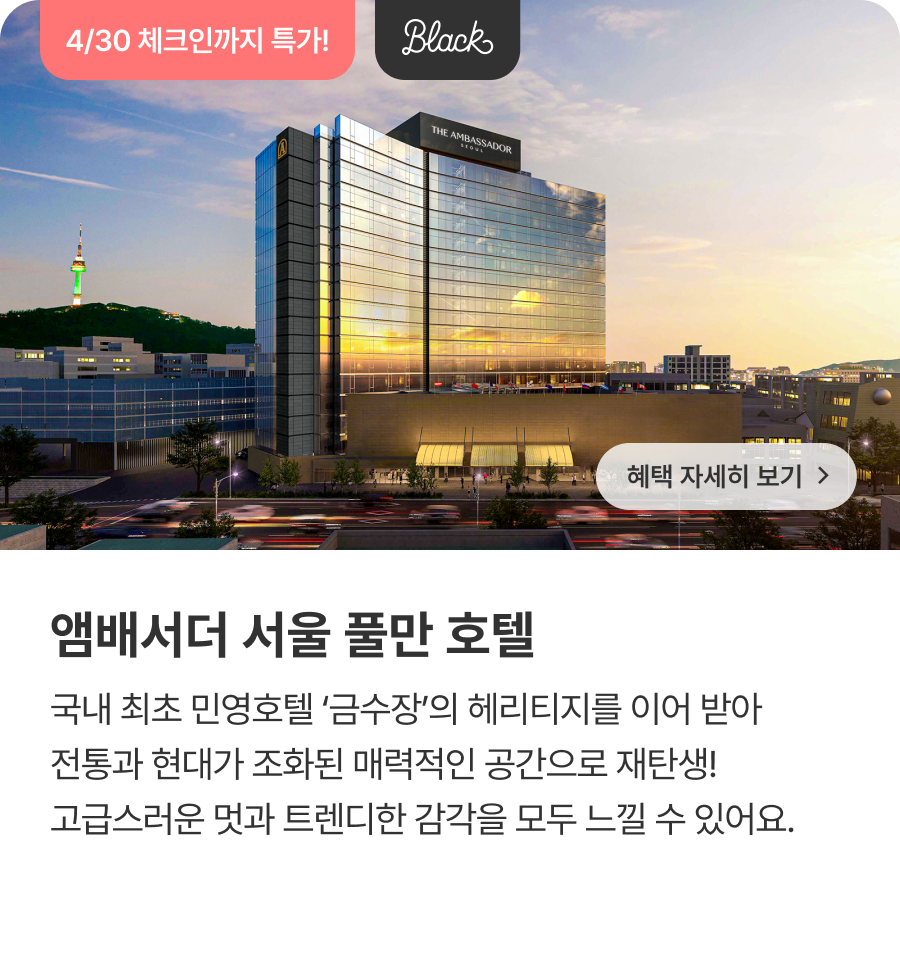 4/30 체크인까지 특가!
Black
THE AMBASSADOR
SEOUL
혜택 자세히 보기
앰배서더 서울 풀만 호텔
국내 최초 민영호텔 ‘금수장’의 헤리티지를 이어 받아
전통과 현대가 조화된 매력적인 공간으로 재탄생!
고급스러운 멋과 트렌디한 감각을 모두 느낄 수 있어요.